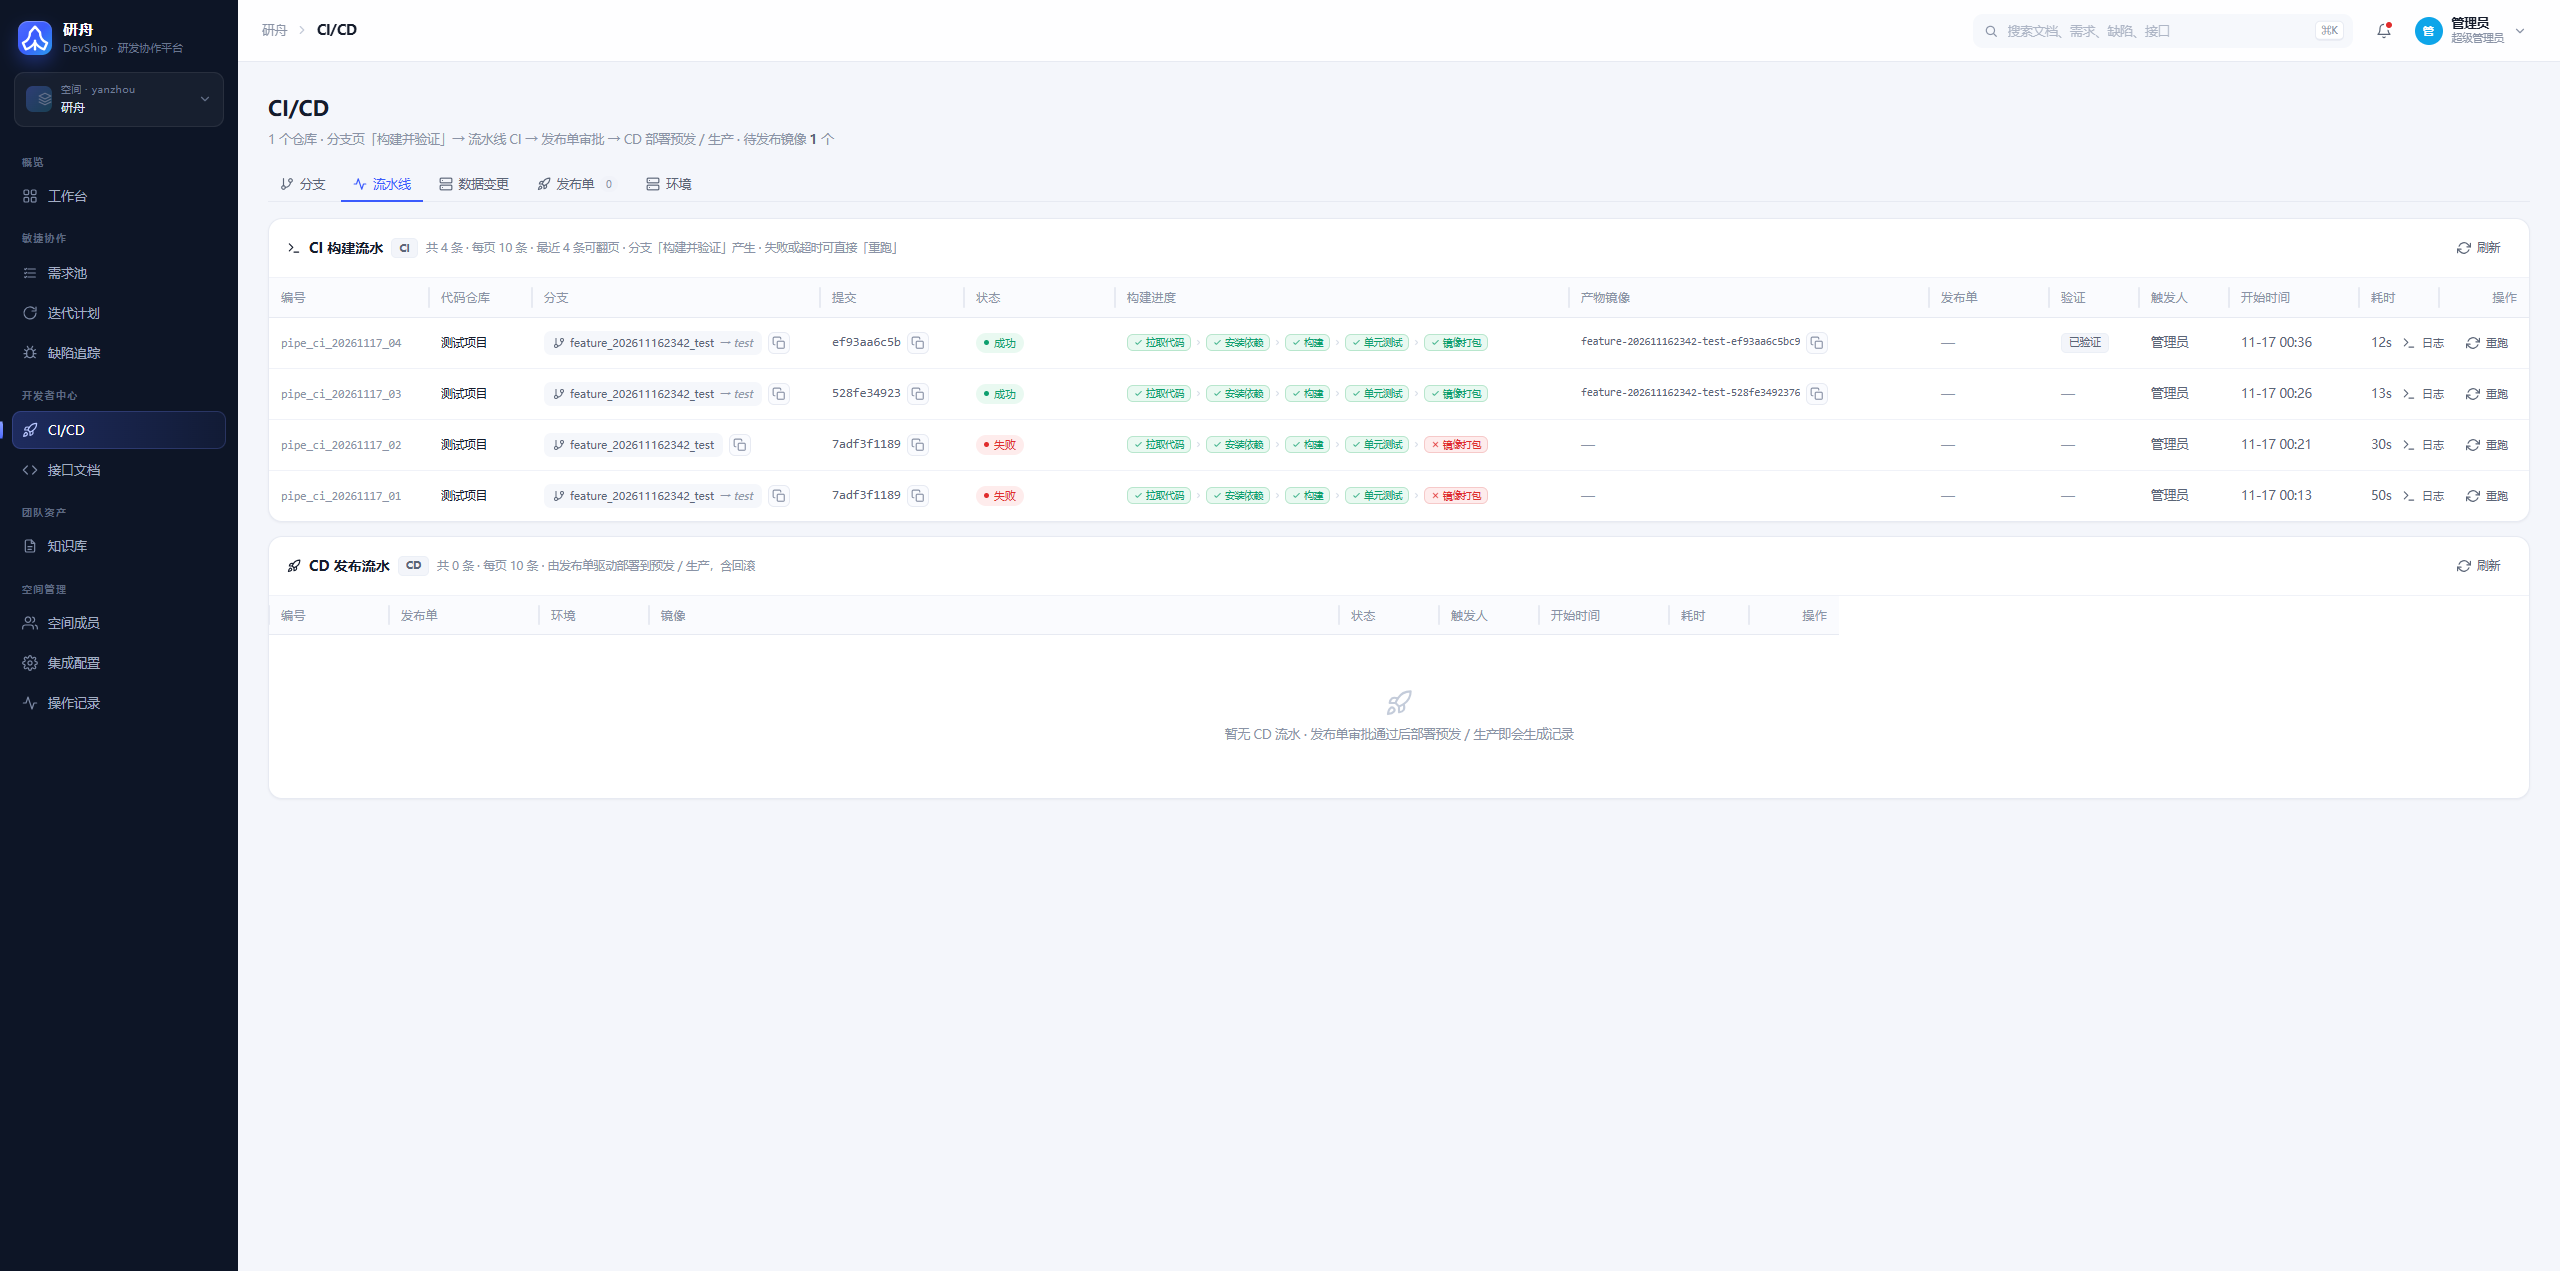 研舟
DevShip · 研发协作平台
空间 · yanzhou
研舟
概览
工作台
敏捷协作
需求池
迭代计划
缺陷追踪
开发者中心
CI/CD
接口文档
团队资产
知识库
空间管理
空间成员
集成配置
操作记录
研舟 CI/CD
搜索文档、需求、缺陷、接口 ⌘K
管 管理员
超级管理员
CI/CD
1 个仓库 · 分支页「构建并验证」→ 流水线 CI → 发布单审批 → CD 部署预发 / 生产 · 待发布镜像 1 个
分支 流水线 数据变更 发布单 0 环境
CI 构建流水 CI 共 4 条 · 每页 10 条 · 最近 4 条可翻页 · 分支「构建并验证」产生 · 失败或超时可直接「重跑」 刷新
编号 代码仓库 分支 提交 状态 构建进度 产物镜像 发布单 验证 触发人 开始时间 耗时 操作
pipe_ci_20261117_04 测试项目 feature_202611162342_test → test ef93aa6c5b 成功 拉取代码 安装依赖 构建 单元测试 镜像打包 feature-202611162342-test-ef93aa6c5bc9 — 已验证 管理员 11-17 00:36 12s 日志 重跑
pipe_ci_20261117_03 测试项目 feature_202611162342_test → test 528fe34923 成功 拉取代码 安装依赖 构建 单元测试 镜像打包 feature-202611162342-test-528fe3492376 — — 管理员 11-17 00:26 13s 日志 重跑
pipe_ci_20261117_02 测试项目 feature_202611162342_test 7adf3f1189 失败 拉取代码 安装依赖 构建 单元测试 镜像打包 — — — 管理员 11-17 00:21 30s 日志 重跑
pipe_ci_20261117_01 测试项目 feature_202611162342_test → test 7adf3f1189 失败 拉取代码 安装依赖 构建 单元测试 镜像打包 — — — 管理员 11-17 00:13 50s 日志 重跑
CD 发布流水 CD 共 0 条 · 每页 10 条 · 由发布单驱动部署到预发 / 生产，含回滚 刷新
编号 发布单 环境 镜像 状态 触发人 开始时间 耗时 操作
暂无 CD 流水 · 发布单审批通过后部署预发 / 生产即会生成记录